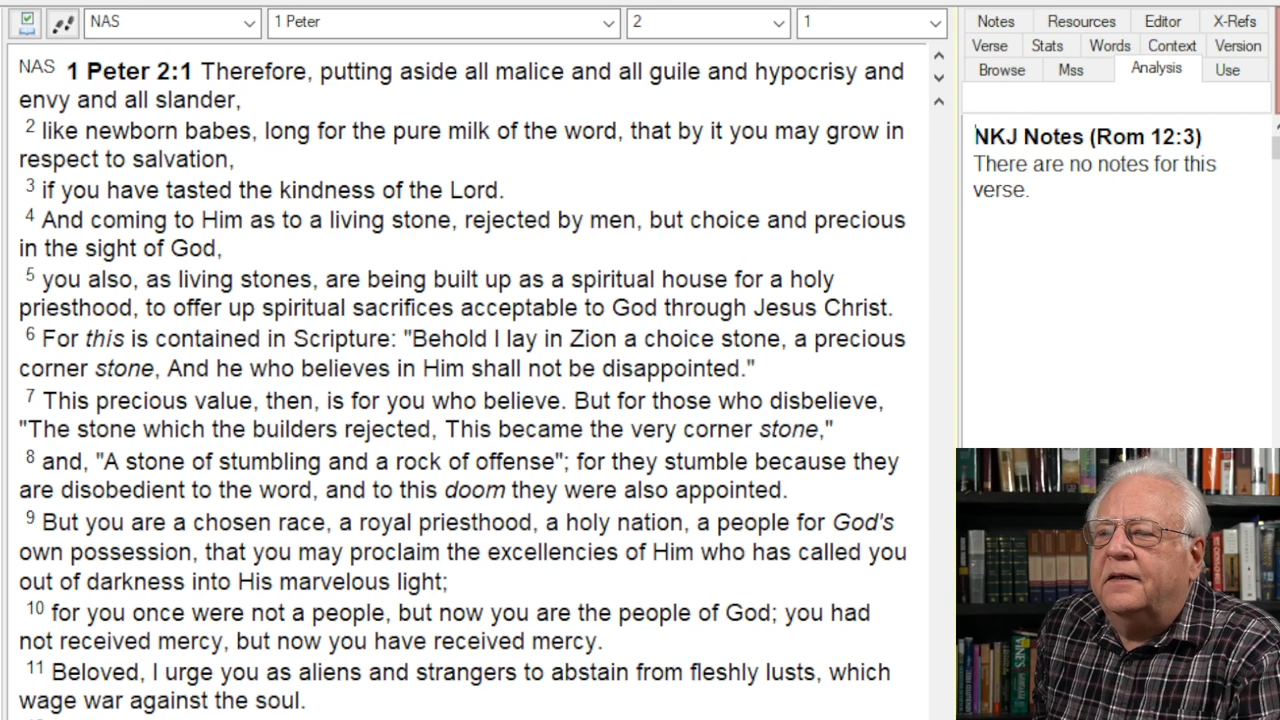 NAS
1 Peter
2
1
Notes Resources Editor X-Refs
Verse Stats Words Context Version
Browse Mss Analysis Use
NAS 1 Peter 2:1 Therefore, putting aside all malice and all guile and hypocrisy and
envy and all slander,
2 like newborn babes, long for the pure milk of the word, that by it you may grow in
respect to salvation,
3 if you have tasted the kindness of the Lord.
4 And coming to Him as to a living stone, rejected by men, but choice and precious
in the sight of God,
5 you also, as living stones, are being built up as a spiritual house for a holy
priesthood, to offer up spiritual sacrifices acceptable to God through Jesus Christ.
6 For this is contained in Scripture: "Behold I lay in Zion a choice stone, a precious
corner stone, And he who believes in Him shall not be disappointed."
7 This precious value, then, is for you who believe. But for those who disbelieve,
"The stone which the builders rejected, This became the very corner stone,"
8 and, "A stone of stumbling and a rock of offense"; for they stumble because they
are disobedient to the word, and to this doom they were also appointed.
9 But you are a chosen race, a royal priesthood, a holy nation, a people for God's
own possession, that you may proclaim the excellencies of Him who has called you
out of darkness into His marvelous light;
10 for you once were not a people, but now you are the people of God; you had
not received mercy, but now you have received mercy.
11 Beloved, I urge you as aliens and strangers to abstain from fleshly lusts, which
wage war against the soul.
NKJ Notes (Rom 12:3)
There are no notes for this
verse.